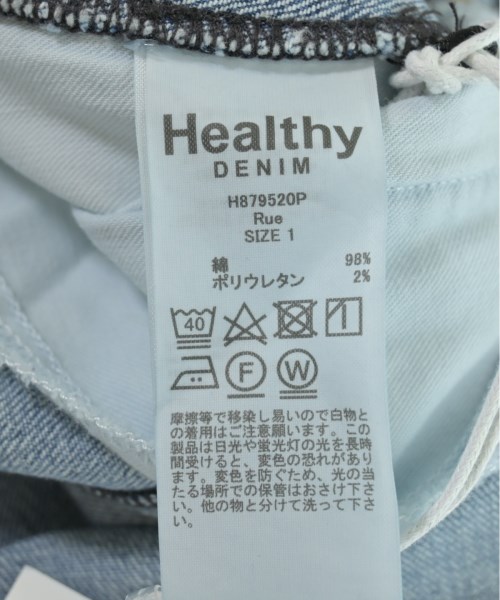 Healthy
DENIM
H879520P
Rue
SIZE 1
綿 98%
ポリウレタン 2%
40
F W
摩擦等で移染し易いので白物と
の着用はご注意願います。この
製品は日光や蛍光灯の光を長時
間受けると、変色の恐れがあり
ます。変色を防ぐため、光の当
たる場所での保管はおさけ下さ
い。他の物と分けて洗って下さ
い。